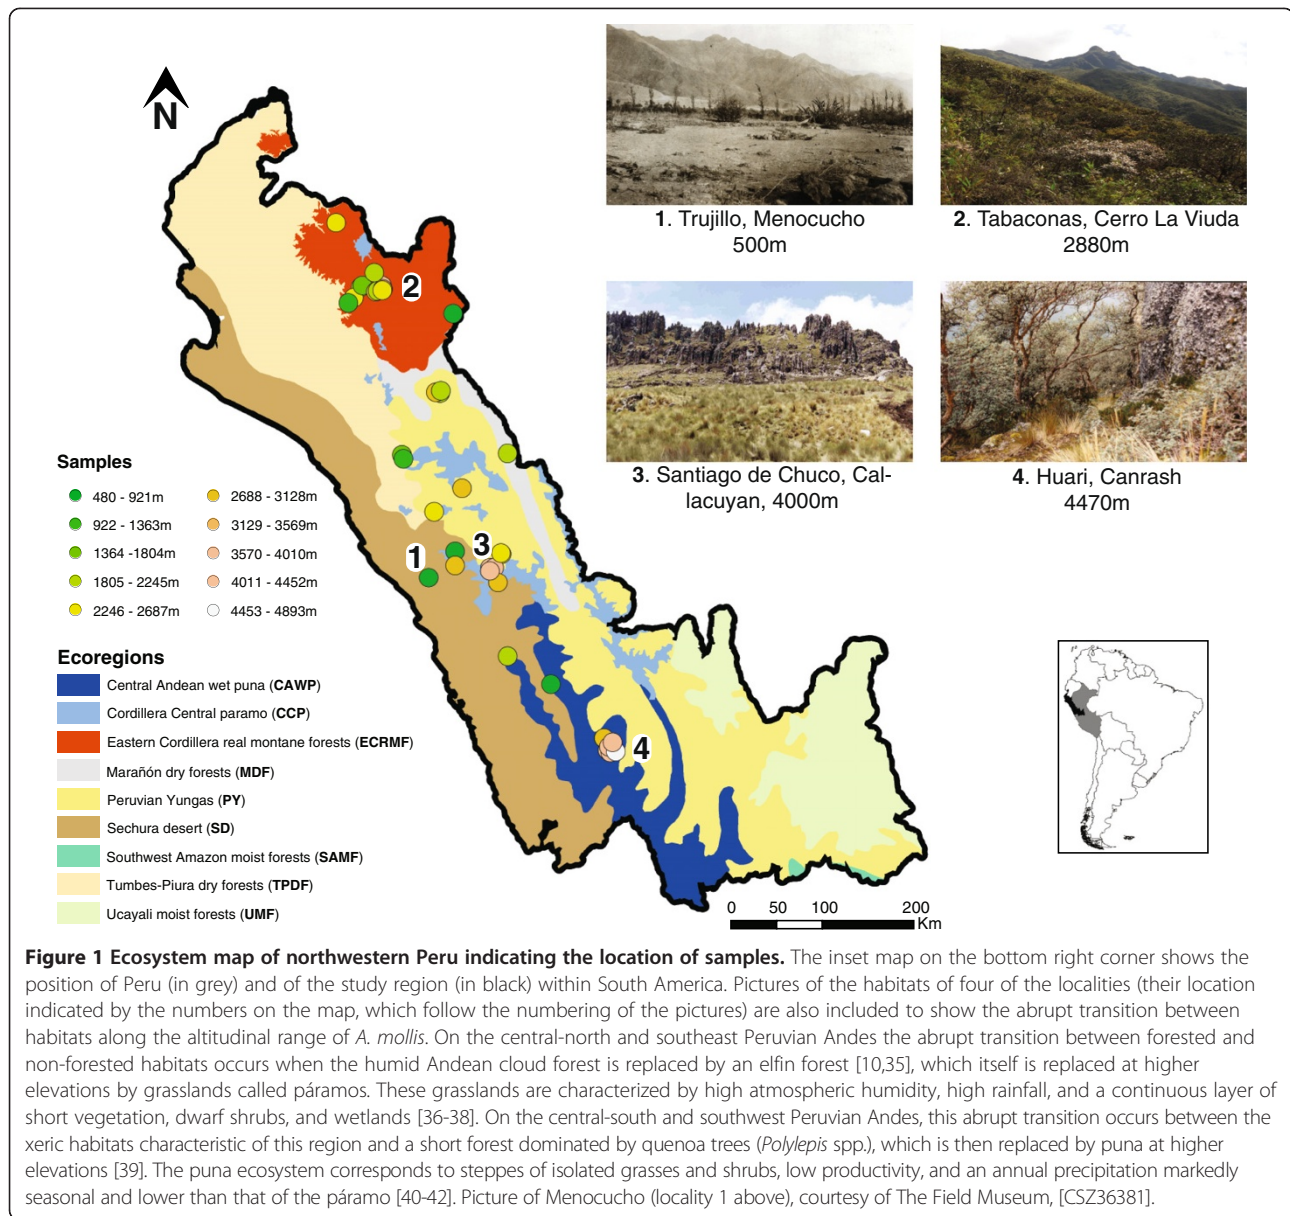 N
1. Trujillo, Menocucho
500m
2. Tabaconas, Cerro La Viuda
2880m
3. Santiago de Chuco, Cal-
lacuyan, 4000m
4. Huari, Canrash
4470m
2
3
1
4
Samples
480 - 921m
922 - 1363m
1364 -1804m
1805 - 2245m
2246 - 2687m
2688 - 3128m
3129 - 3569m
3570 - 4010m
4011 - 4452m
4453 - 4893m
Ecoregions
Central Andean wet puna (CAWP)
Cordillera Central paramo (CCP)
Eastern Cordillera real montane forests (ECRMF)
Marañón dry forests (MDF)
Peruvian Yungas (PY)
Sechura desert (SD)
Southwest Amazon moist forests (SAMF)
Tumbes-Piura dry forests (TPDF)
Ucayali moist forests (UMF)
0 50 100 200
Km
Figure 1 Ecosystem map of northwestern Peru indicating the location of samples. The inset map on the bottom right corner shows the
position of Peru (in grey) and of the study region (in black) within South America. Pictures of the habitats of four of the localities (their location
indicated by the numbers on the map, which follow the numbering of the pictures) are also included to show the abrupt transition between
habitats along the altitudinal range of A. mollis. On the central-north and southeast Peruvian Andes the abrupt transition between forested and
non-forested habitats occurs when the humid Andean cloud forest is replaced by an elfin forest [10,35], which itself is replaced at higher
elevations by grasslands called páramos. These grasslands are characterized by high atmospheric humidity, high rainfall, and a continuous layer of
short vegetation, dwarf shrubs, and wetlands [36-38]. On the central-south and southwest Peruvian Andes, this abrupt transition occurs between the
xeric habitats characteristic of this region and a short forest dominated by quenoa trees (Polylepis spp.), which is then replaced by puna at higher
elevations [39]. The puna ecosystem corresponds to steppes of isolated grasses and shrubs, low productivity, and an annual precipitation markedly
seasonal and lower than that of the páramo [40-42]. Picture of Menocucho (locality 1 above), courtesy of The Field Museum, [CSZ36381].